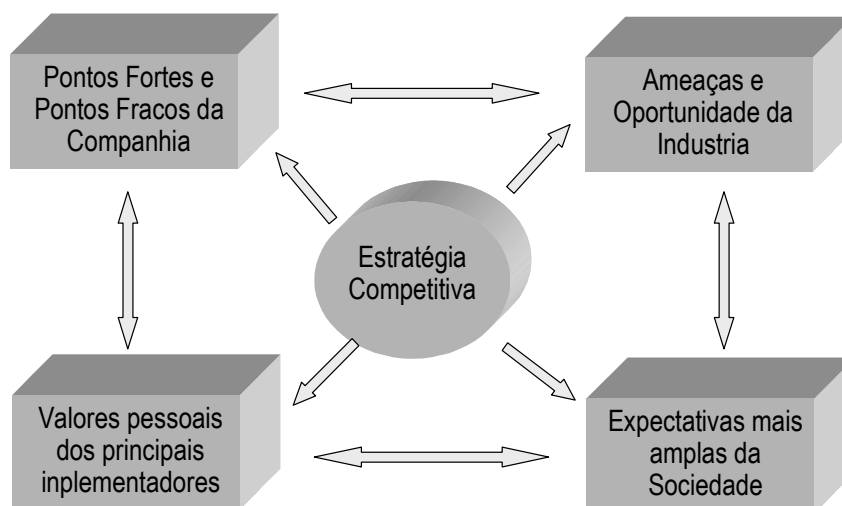 Pontos Fortes e
Pontos Fracos da
Companhia
Ameaças e
Oportunidade da
Industria
Estratégia
Competitiva
Valores pessoais
dos principais
inplementadores
Expectativas mais
amplas da
Sociedade